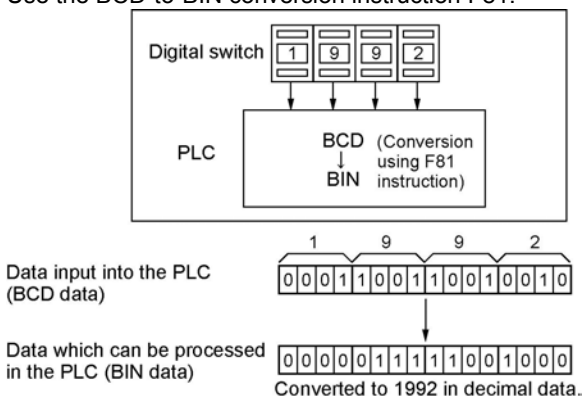 Use the BCD to BIN conversion instruction F81.
Digital switch 1 9 9 2
PLC
BCD (Conversion
↓ using F81
BIN instruction)
1 9 9 2
Data input into the PLC
(BCD data)
0 0 0 1 1 0 0 1 1 0 0 1 0 0 1 0
Data which can be processed
in the PLC (BIN data)
0 0 0 0 0 1 1 1 1 1 0 0 1 0 0 0
Converted to 1992 in decimal data.